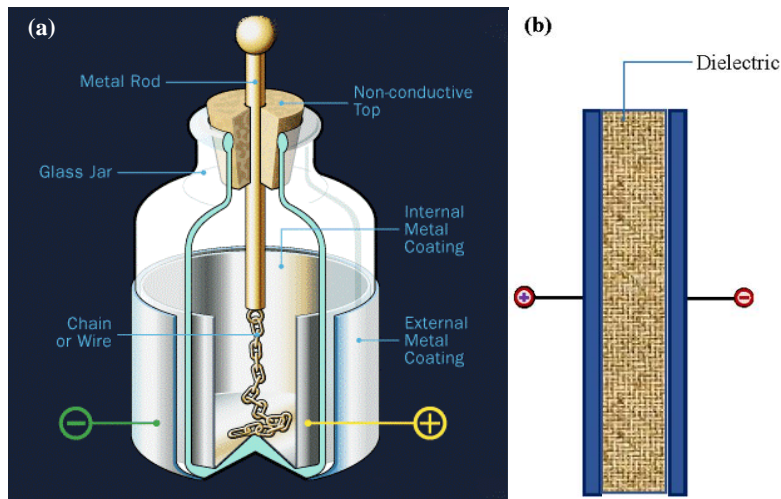 (a)
Metal Rod
Non-conductive
Top
Glass Jar
Internal
Metal
Coating
Chain
or Wire
External
Metal
Coating
−
+
(b)
Dielectric
+
−